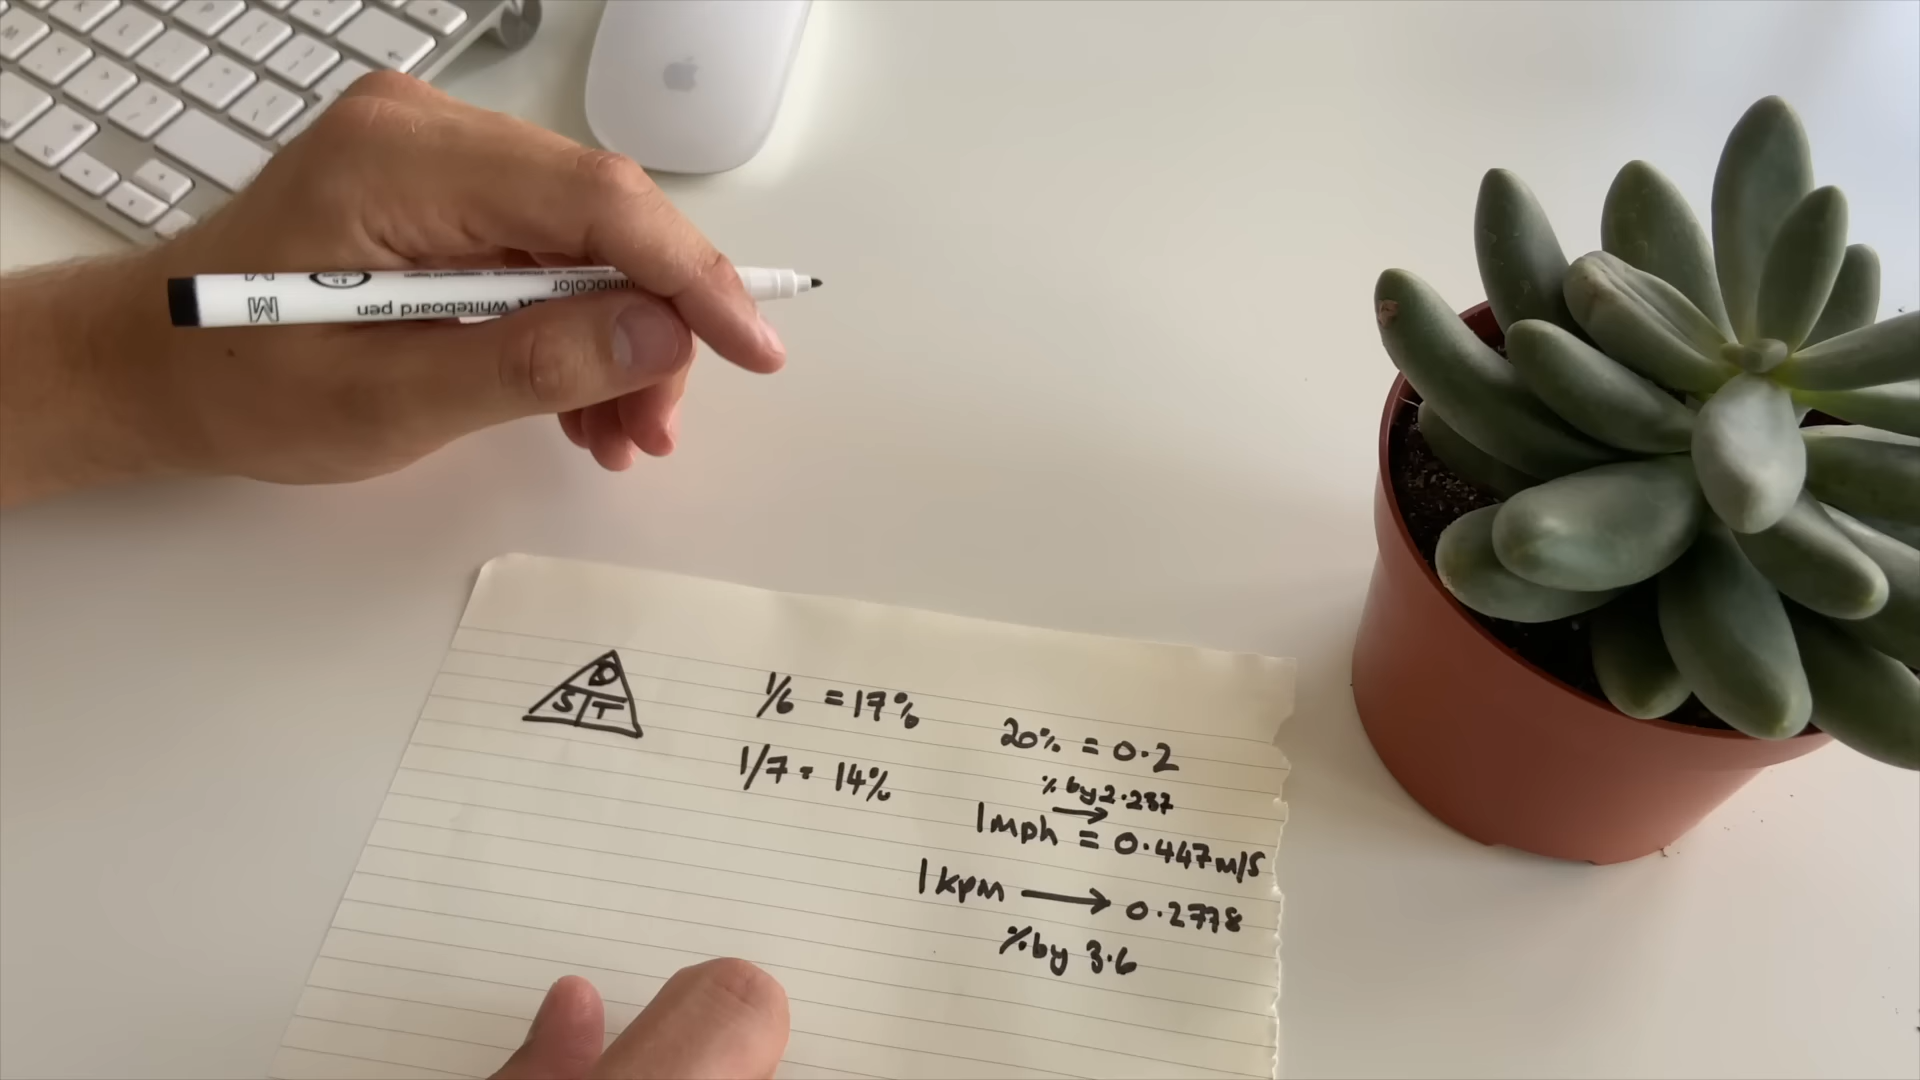 M
M
whiteboard pen
umocolor
D
S T
1/6 = 17%
1/7 = 14%
20% = 0.2
% by 2.237
1mph = 0.447m/s
1kpm → 0.2778
% by 3.6